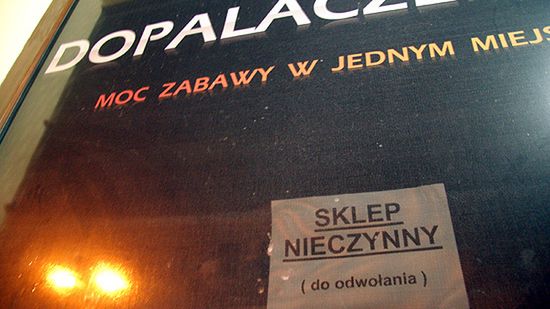 DOPALACZE
MOC ZABAWY W JEDNYM MIEJS
SKLEP
NIECZYNNY
( do odwołania )